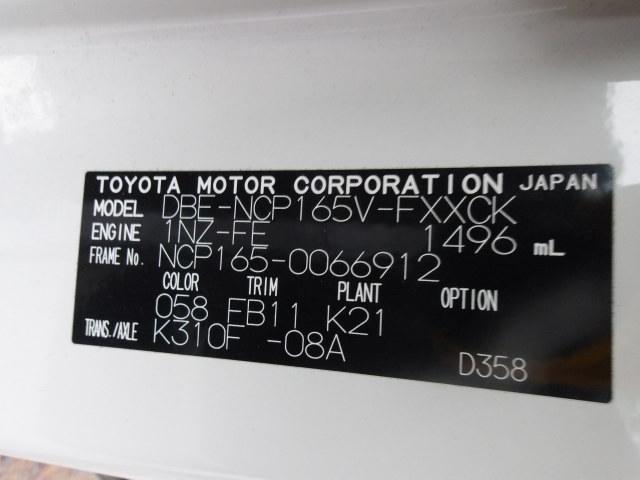 TOYOTA MOTOR CORPORATION JAPAN
MODEL DBE-NCP165V-FXXCK
ENGINE 1NZ-FE 1496 mL
FRAME No. NCP165-0066912
COLOR TRIM PLANT OPTION
058 FB11 K21
TRANS./AXLE K310F -08A
D358